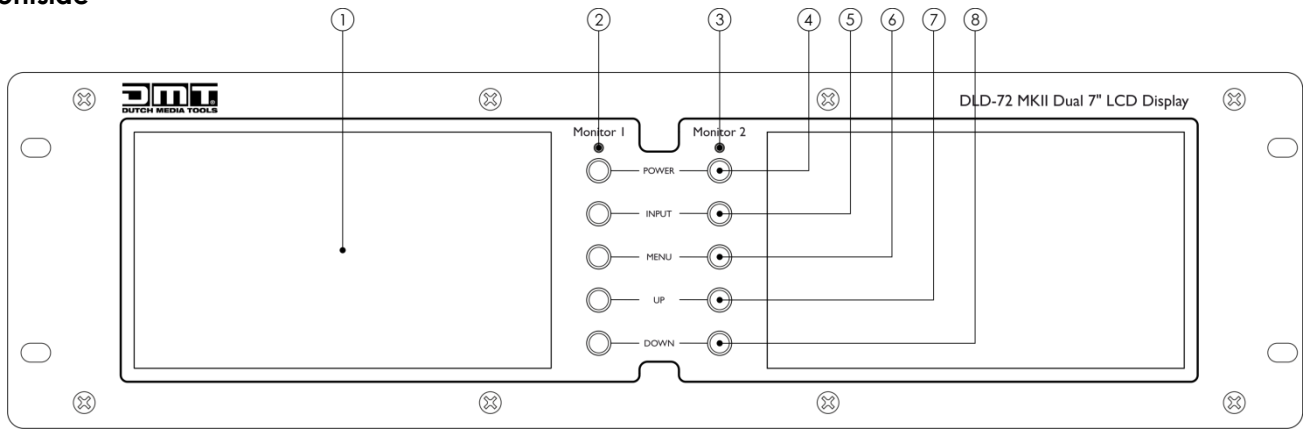 1 2 3 4 5 6 7 8
DMT
DUTCH MEDIA TOOLS
DLD-72 MKII Dual 7" LCD Display
Monitor 1 Monitor 2
POWER
INPUT
MENU
UP
DOWN